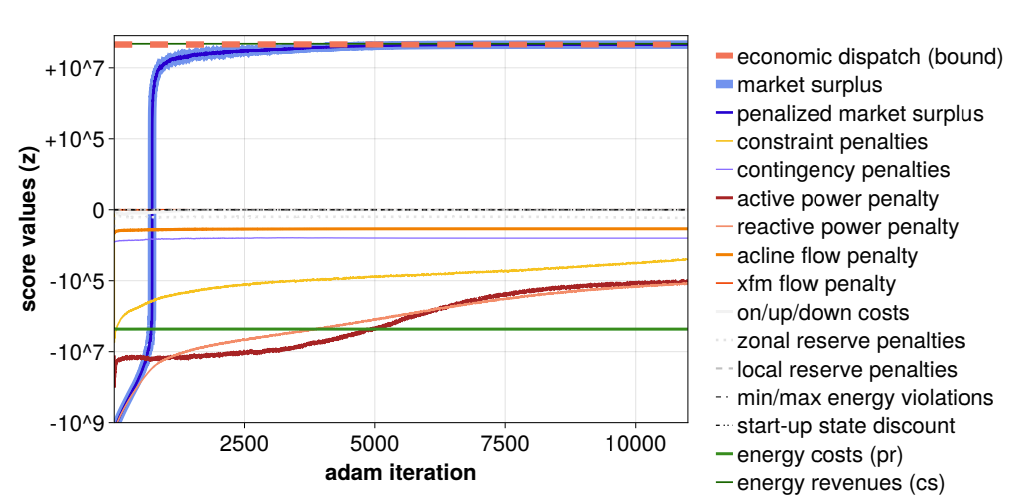 economic dispatch (bound)
market surplus
penalized market surplus
constraint penalties
contingency penalties
active power penalty
reactive power penalty
acline flow penalty
xfm flow penalty
on/up/down costs
zonal reserve penalties
local reserve penalties
min/max energy violations
start-up state discount
energy costs (pr)
energy revenues (cs)
score values (z)
+10^7
+10^5
0
-10^5
-10^7
-10^9
2500 5000 7500 10000
adam iteration